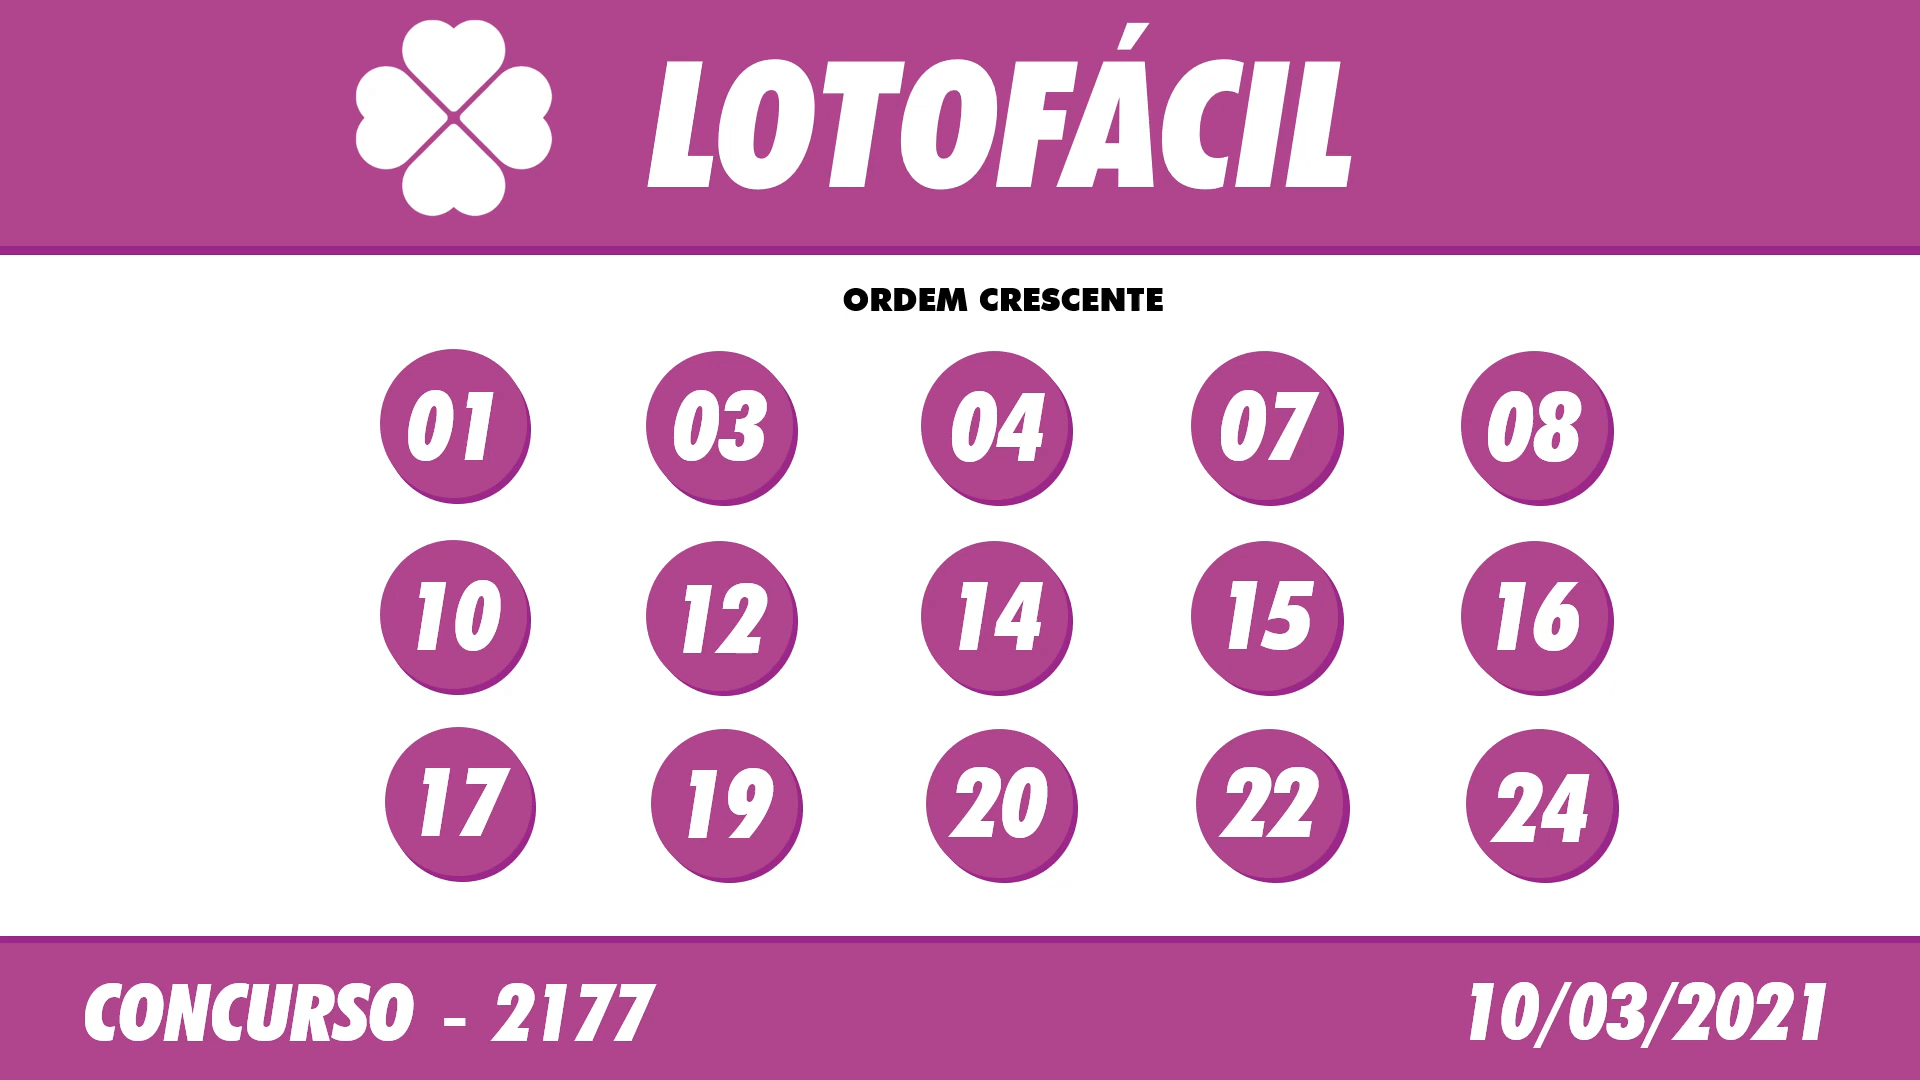 LOTOFÁCIL
ORDEM CRESCENTE
01 03 04 07 08
10 12 14 15 16
17 19 20 22 24
CONCURSO - 2177
10/03/2021